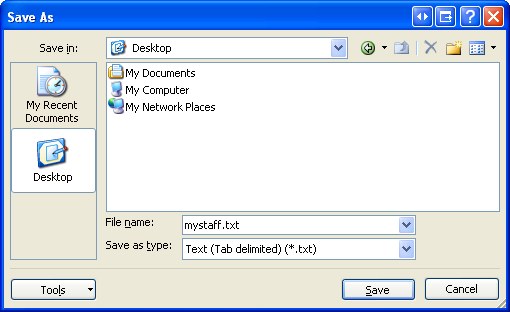 Save As
Save in:
Desktop
My Recent
Documents
Desktop
My Documents
My Computer
My Network Places
File name:
mystaff.txt
Save as type:
Text (Tab delimited) (*.txt)
Tools
Save
Cancel